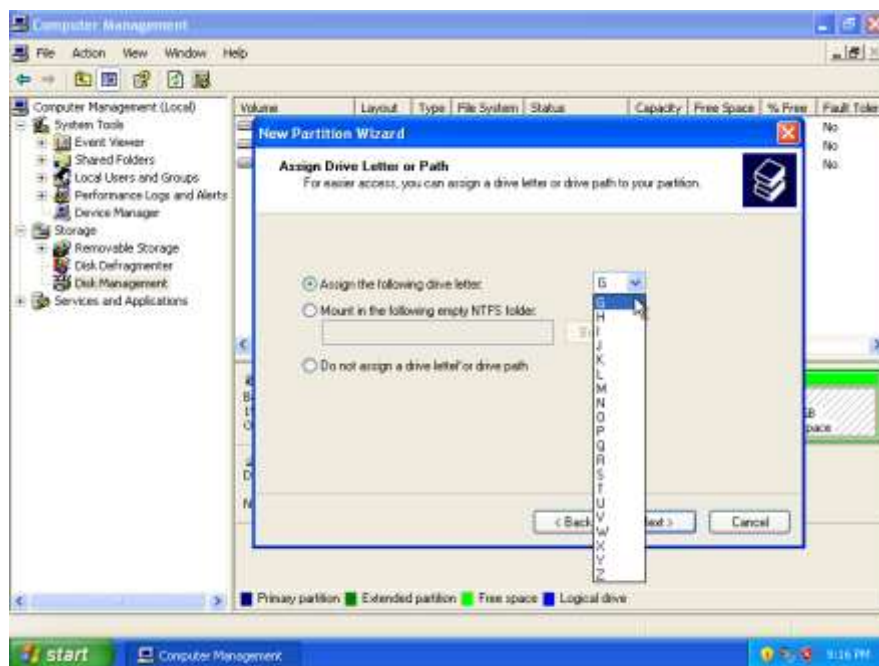 Computer Management
File Action View Window Help
Computer Management (Local)
System Tools
Event Viewer
Shared Folders
Local Users and Groups
Performance Logs and Alerts
Device Manager
Storage
Removable Storage
Disk Defragmenter
Disk Management
Services and Applications
Volume Layout Type File System Status Capacity Free Space % Free Fault Toler
No
No
No
New Partition Wizard
Assign Drive Letter or Path
For easier access, you can assign a drive letter or drive path to your partition.
Assign the following drive letter: G
Mount in the following empty NTFS folder:
Do not assign a drive letter or drive path
G
H
I
J
K
L
M
N
O
P
Q
R
S
T
U
V
W
X
Y
Z
< Back
Next >
Cancel
Primary partition Extended partition Free space Logical drive
start
Computer Management
9:16 PM